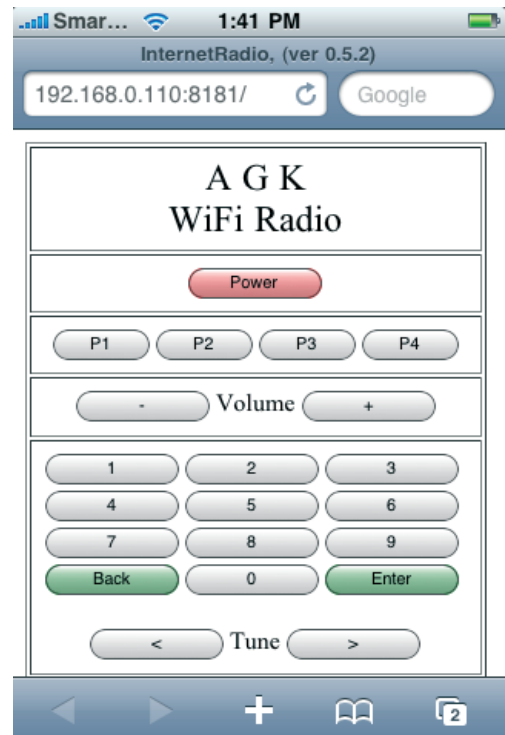 Smar... 1:41 PM
InternetRadio, (ver 0.5.2)
192.168.0.110:8181/ Google
A G K
WiFi Radio
Power
P1 P2 P3 P4
- Volume +
1 2 3
4 5 6
7 8 9
Back 0 Enter
< Tune >
2